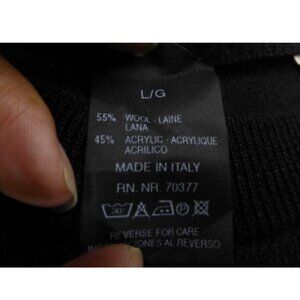 L/G
55% WOOL - LAINE
LANA
45% ACRYLIC - ACRYLIQUE
ACRILICO
MADE IN ITALY
RN. NR. 70377
REVERSE FOR CARE
INSTRUCCIONES AL REVERSO